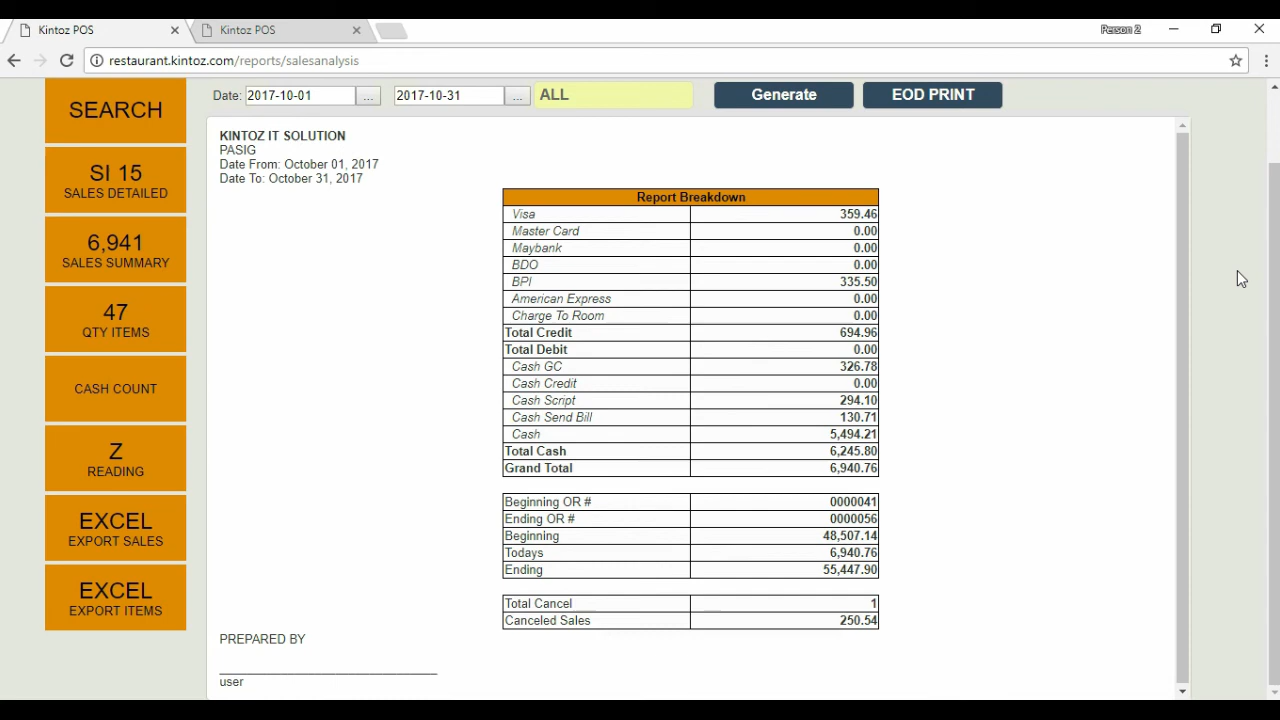 Kintoz POS
Kintoz POS
Person 2
restaurant.kintoz.com/reports/salesanalysis
SEARCH
SI 15
SALES DETAILED
6,941
SALES SUMMARY
47
QTY ITEMS
CASH COUNT
Z
READING
EXCEL
EXPORT SALES
EXCEL
EXPORT ITEMS
Date: 2017-10-01 ... 2017-10-31 ... ALL Generate EOD PRINT
KINTOZ IT SOLUTION
PASIG
Date From: October 01, 2017
Date To: October 31, 2017
Report Breakdown
Visa 359.46
Master Card 0.00
Maybank 0.00
BDO 0.00
BPI 335.50
American Express 0.00
Charge To Room 0.00
Total Credit 694.96
Total Debit 0.00
Cash GC 326.78
Cash Credit 0.00
Cash Script 294.10
Cash Send Bill 130.71
Cash 5,494.21
Total Cash 6,245.80
Grand Total 6,940.76
Beginning OR # 0000041
Ending OR # 0000056
Beginning 48,507.14
Todays 6,940.76
Ending 55,447.90
Total Cancel 1
Canceled Sales 250.54
PREPARED BY
user